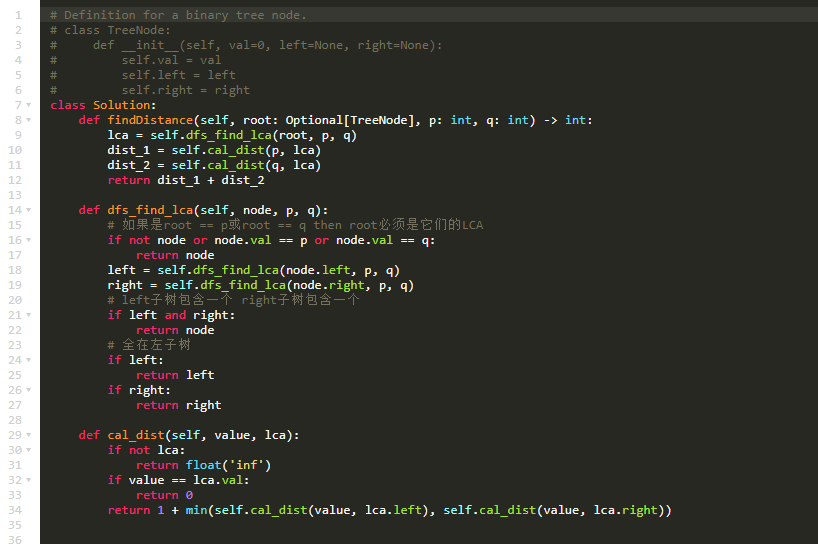 1 # Definition for a binary tree node.
2 # class TreeNode:
3 #     def __init__(self, val=0, left=None, right=None):
4 #         self.val = val
5 #         self.left = left
6 #         self.right = right
7 class Solution:
8     def findDistance(self, root: Optional[TreeNode], p: int, q: int) -> int:
9         lca = self.dfs_find_lca(root, p, q)
10         dist_1 = self.cal_dist(p, lca)
11         dist_2 = self.cal_dist(q, lca)
12         return dist_1 + dist_2
13
14     def dfs_find_lca(self, node, p, q):
15         # 如果是root == p或root == q then root必须是它们的LCA
16         if not node or node.val == p or node.val == q:
17             return node
18         left = self.dfs_find_lca(node.left, p, q)
19         right = self.dfs_find_lca(node.right, p, q)
20         # left子树包含一个 right子树包含一个
21         if left and right:
22             return node
23         # 全在左子树
24         if left:
25             return left
26         if right:
27             return right
28
29     def cal_dist(self, value, lca):
30         if not lca:
31             return float('inf')
32         if value == lca.val:
33             return 0
34         return 1 + min(self.cal_dist(value, lca.left), self.cal_dist(value, lca.right))
35
36